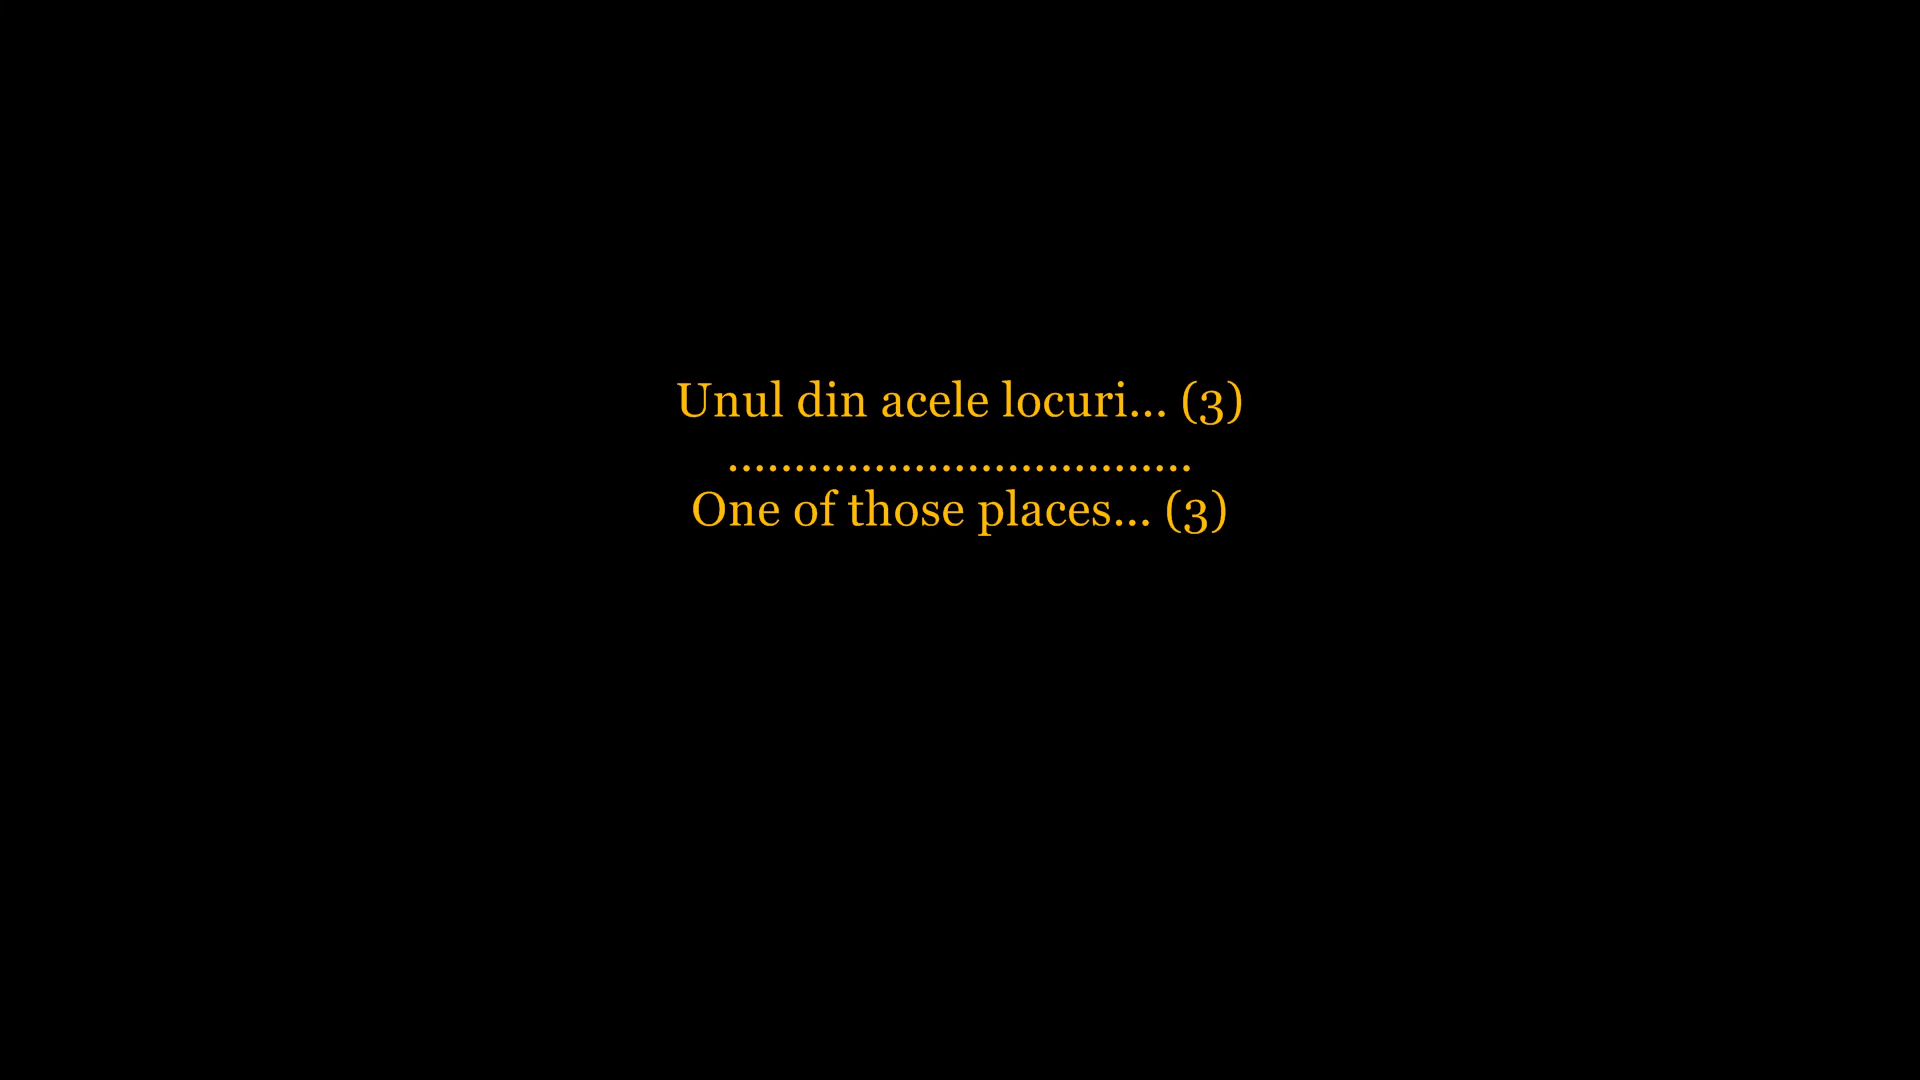 Unul din acele locuri... (3)
...................................
One of those places... (3)